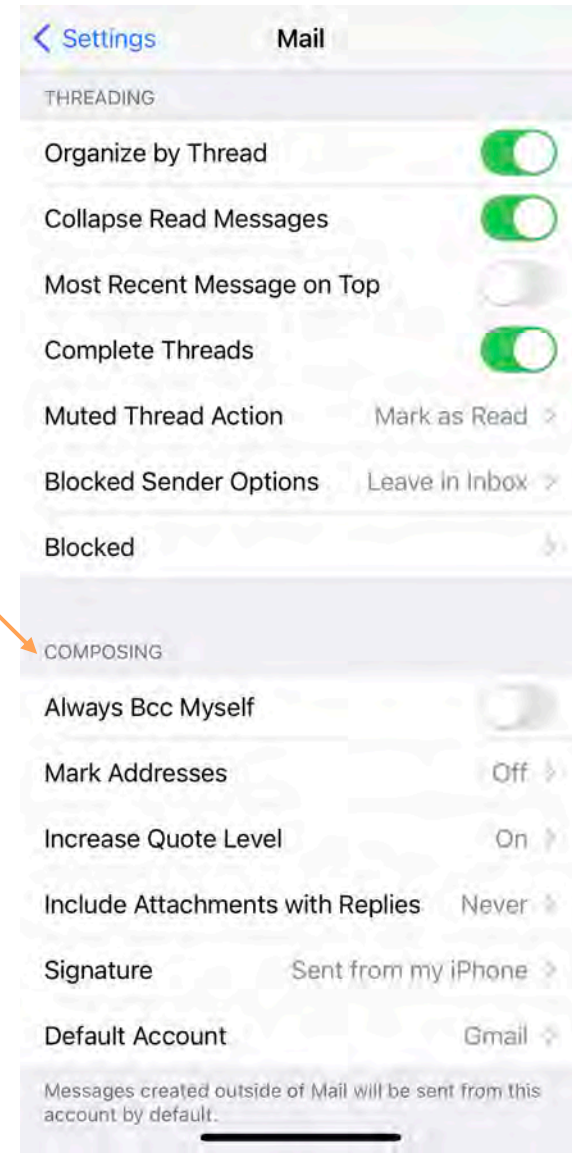 Settings Mail
THREADING
Organize by Thread
Collapse Read Messages
Most Recent Message on Top
Complete Threads
Muted Thread Action Mark as Read
Blocked Sender Options Leave in Inbox
Blocked
COMPOSING
Always Bcc Myself
Mark Addresses Off
Increase Quote Level On
Include Attachments with Replies Never
Signature Sent from my iPhone
Default Account Gmail
Messages created outside of Mail will be sent from this
account by default.